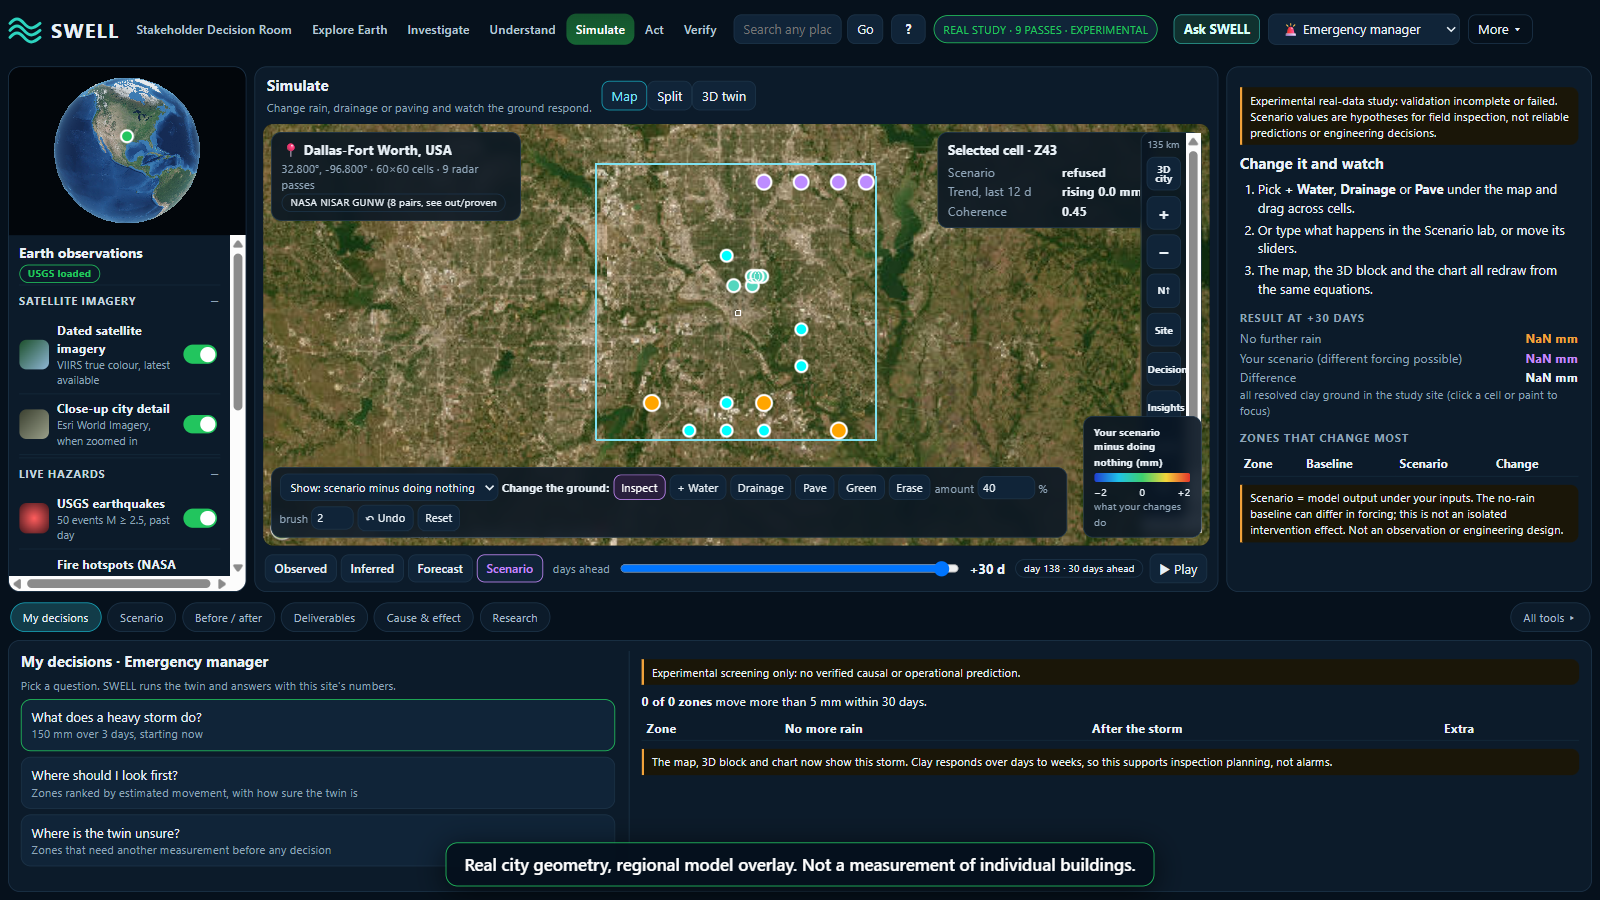 SWELL
Stakeholder Decision Room
Explore Earth
Investigate
Understand
Simulate
Act
Verify
Search any plac
Go
?
REAL STUDY · 9 PASSES · EXPERIMENTAL
Ask SWELL
Emergency manager
More
Earth observations
USGS loaded
SATELLITE IMAGERY
Dated satellite
imagery
VIIRS true colour, latest
available
Close-up city detail
Esri World Imagery,
when zoomed in
LIVE HAZARDS
USGS earthquakes
50 events M ≥ 2.5, past
day
Fire hotspots (NASA
Simulate
Change rain, drainage or paving and watch the ground respond.
Map
Split
3D twin
Dallas-Fort Worth, USA
32.800°, -96.800° · 60×60 cells · 9 radar
passes
NASA NISAR GUNW (8 pairs, see out/proven
Selected cell · Z43
Scenario refused
Trend, last 12 d rising 0.0 mm
Coherence 0.45
135 km
3D
city
+
−
N↑
Site
Decision
Insights
Your scenario
minus doing
nothing (mm)
−2 0 +2
what your changes
do
Show: scenario minus doing nothing
Change the ground:
Inspect
+ Water
Drainage
Pave
Green
Erase
amount 40 %
brush 2
↶ Undo
Reset
Observed
Inferred
Forecast
Scenario
days ahead
+30 d
day 138 · 30 days ahead
▶ Play
Experimental real-data study: validation incomplete or failed.
Scenario values are hypotheses for field inspection, not reliable
predictions or engineering decisions.
Change it and watch
1. Pick + Water, Drainage or Pave under the map and
drag across cells.
2. Or type what happens in the Scenario lab, or move its
sliders.
3. The map, the 3D block and the chart all redraw from
the same equations.
RESULT AT +30 DAYS
No further rain NaN mm
Your scenario (different forcing possible) NaN mm
Difference NaN mm
all resolved clay ground in the study site (click a cell or paint to
focus)
ZONES THAT CHANGE MOST
Zone Baseline Scenario Change
Scenario = model output under your inputs. The no-rain
baseline can differ in forcing; this is not an isolated
intervention effect. Not an observation or engineering design.
My decisions
Scenario
Before / after
Deliverables
Cause & effect
Research
All tools ▸
My decisions · Emergency manager
Pick a question. SWELL runs the twin and answers with this site's numbers.
What does a heavy storm do?
150 mm over 3 days, starting now
Where should I look first?
Zones ranked by estimated movement, with how sure the twin is
Where is the twin unsure?
Zones that need another measurement before any decision
Experimental screening only: no verified causal or operational prediction.
0 of 0 zones move more than 5 mm within 30 days.
Zone No more rain After the storm Extra
The map, 3D block and chart now show this storm. Clay responds over days to weeks, so this supports inspection planning, not alarms.
Real city geometry, regional model overlay. Not a measurement of individual buildings.